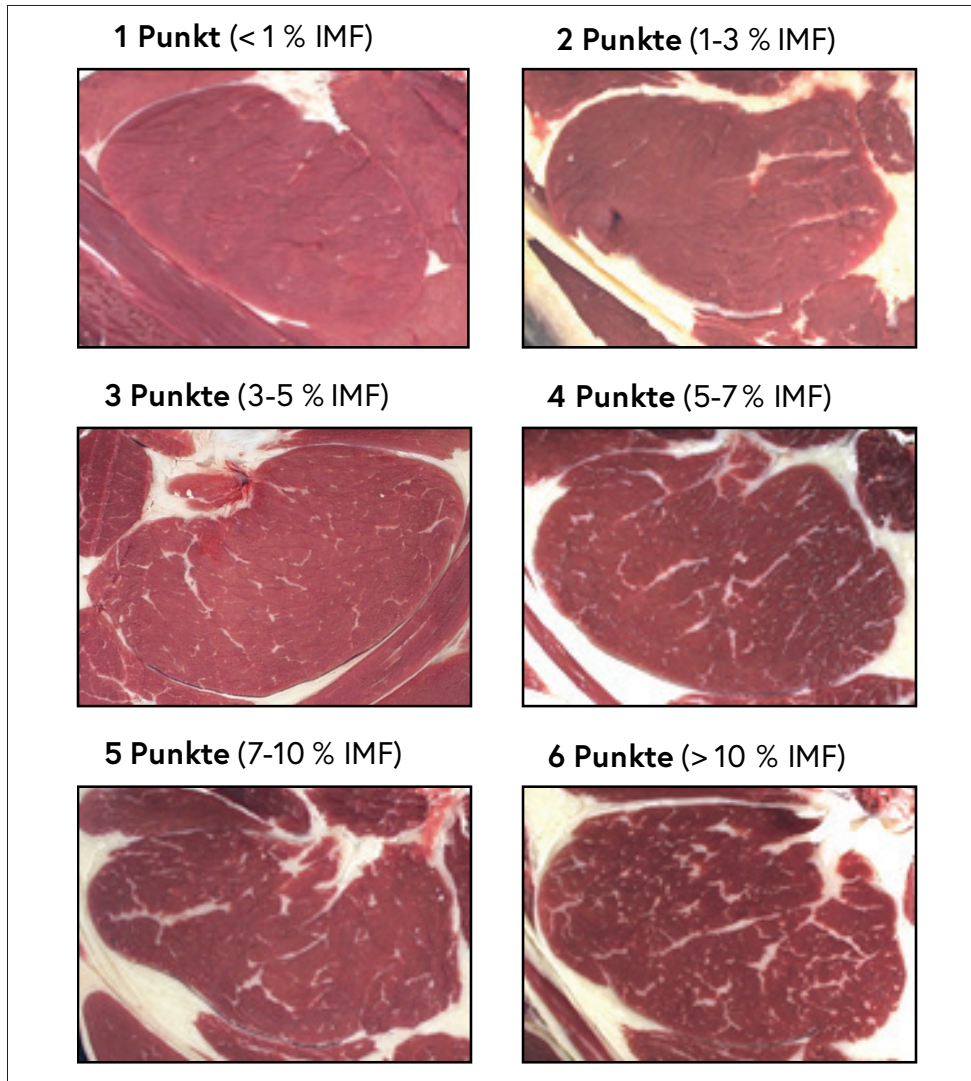 1 Punkt (< 1 % IMF)
2 Punkte (1-3 % IMF)
3 Punkte (3-5 % IMF)
4 Punkte (5-7 % IMF)
5 Punkte (7-10 % IMF)
6 Punkte (> 10 % IMF)